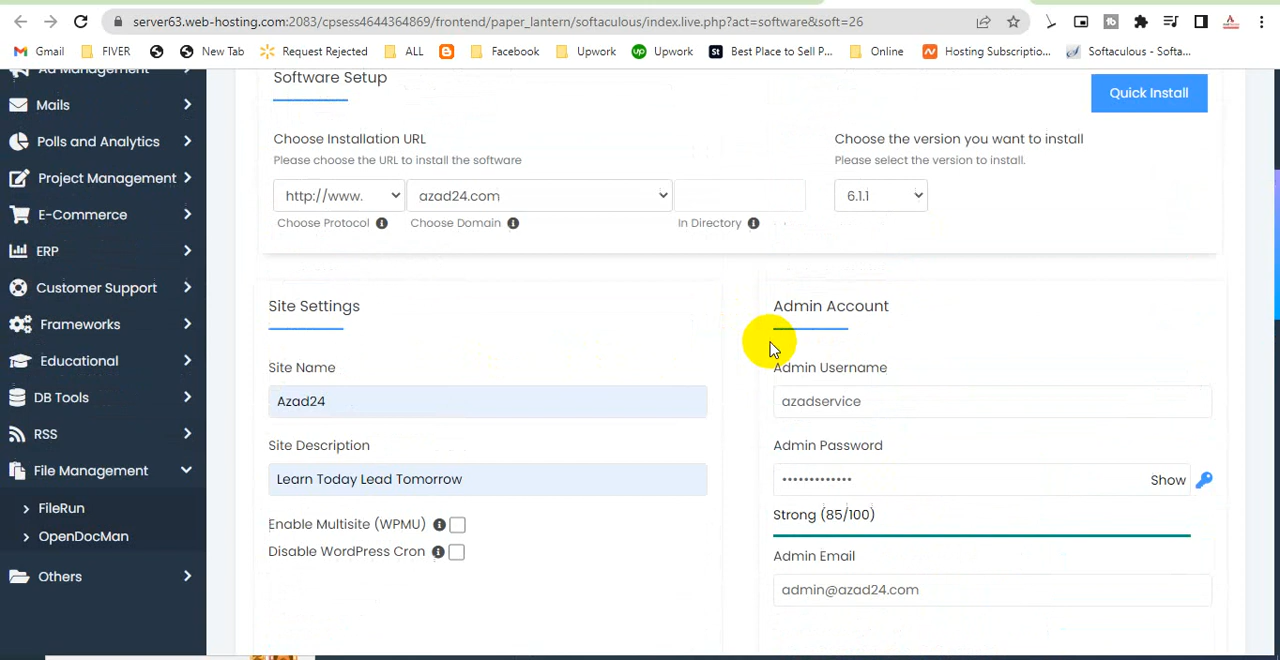 server63.web-hosting.com:2083/cpsess4644364869/frontend/paper_lantern/softaculous/index.live.php?act=software&soft=26
Gmail FIVER New Tab Request Rejected ALL Facebook Upwork Upwork Best Place to Sell P... Online Hosting Subscriptio... Softaculous - Softa...
Ad Management
Mails
Polls and Analytics
Project Management
E-Commerce
ERP
Customer Support
Frameworks
Educational
DB Tools
RSS
File Management
FileRun
OpenDocMan
Others
Software Setup
Quick Install
Choose Installation URL
Please choose the URL to install the software
http://www. azad24.com
Choose Protocol Choose Domain In Directory
Choose the version you want to install
Please select the version to install.
6.1.1
Site Settings
Site Name
Azad24
Site Description
Learn Today Lead Tomorrow
Enable Multisite (WPMU)
Disable WordPress Cron
Admin Account
Admin Username
azadservice
Admin Password
Show
Strong (85/100)
Admin Email
admin@azad24.com